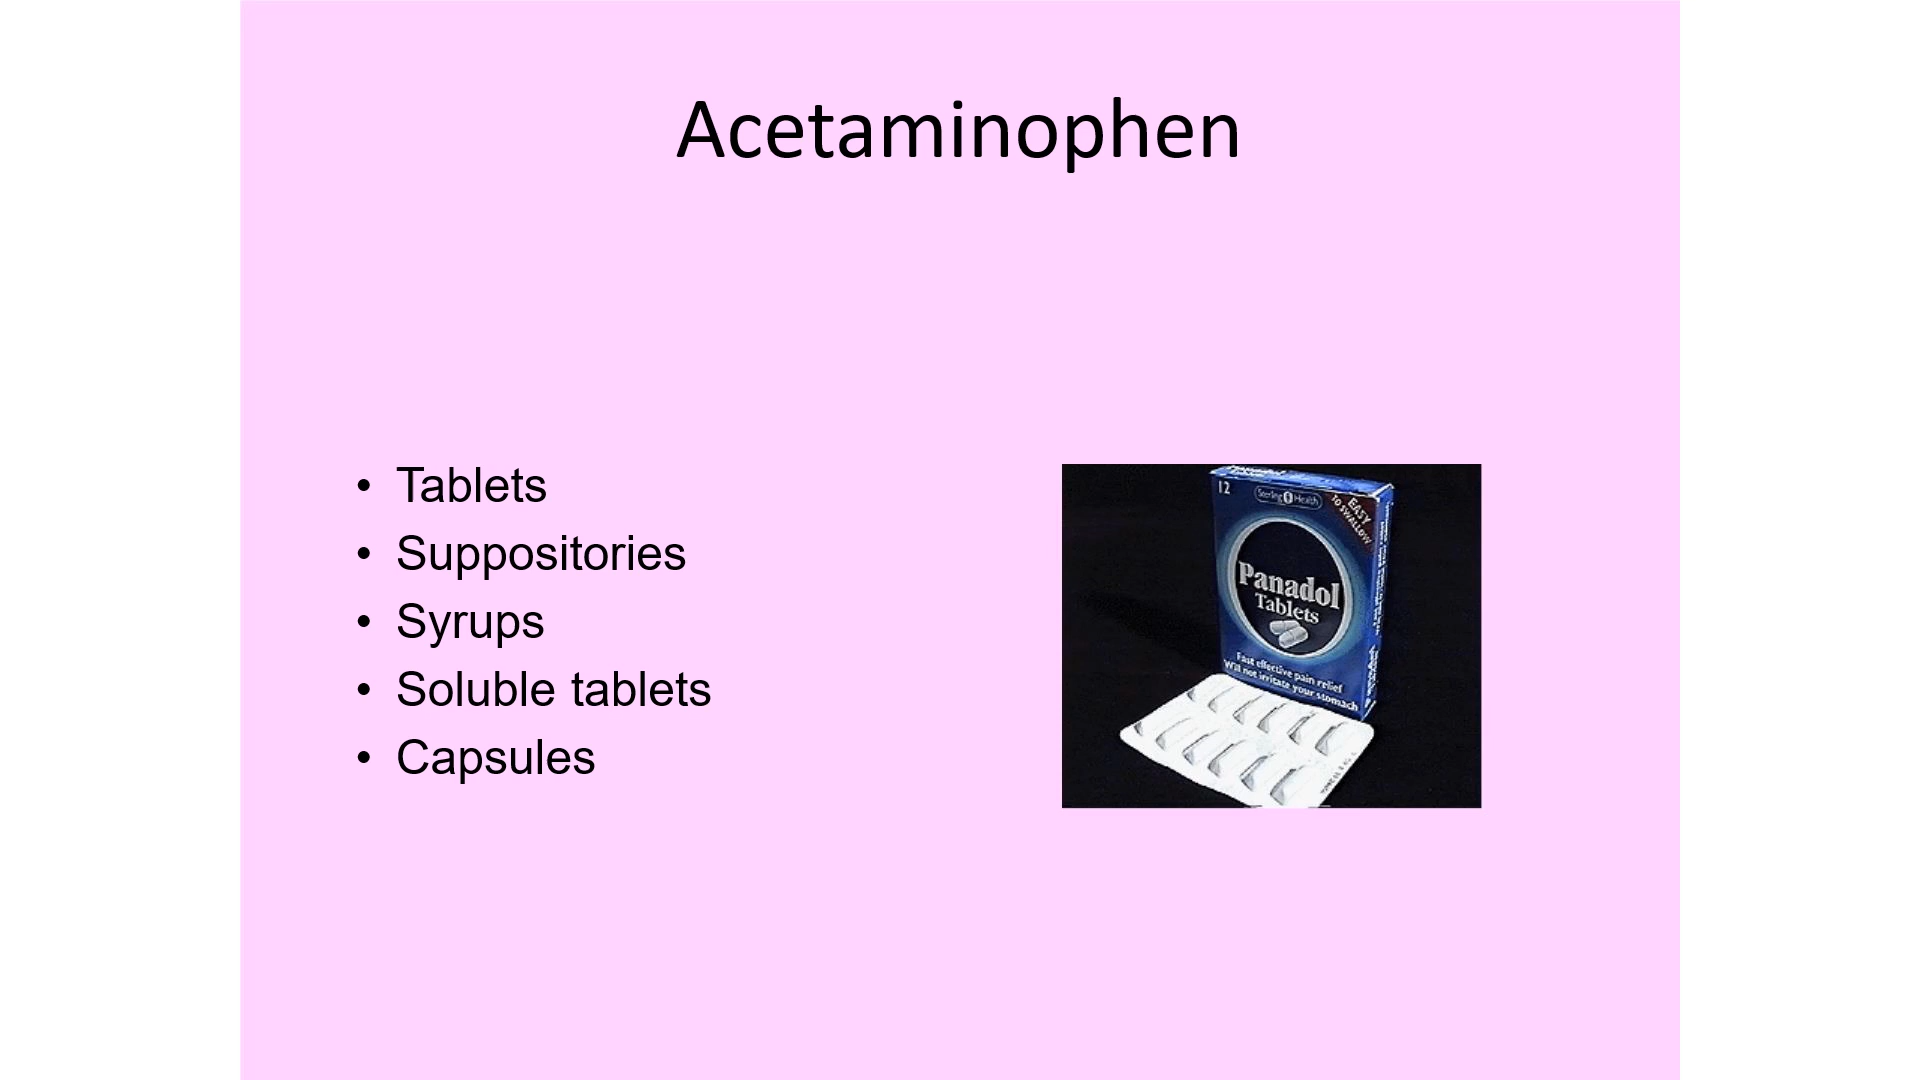 Acetaminophen
• Tablets
• Suppositories
• Syrups
• Soluble tablets
• Capsules
12
Sterling Health
EASY
TO SWALLOW
Panadol
Tablets
Fast effective pain relief
Will not irritate your stomach